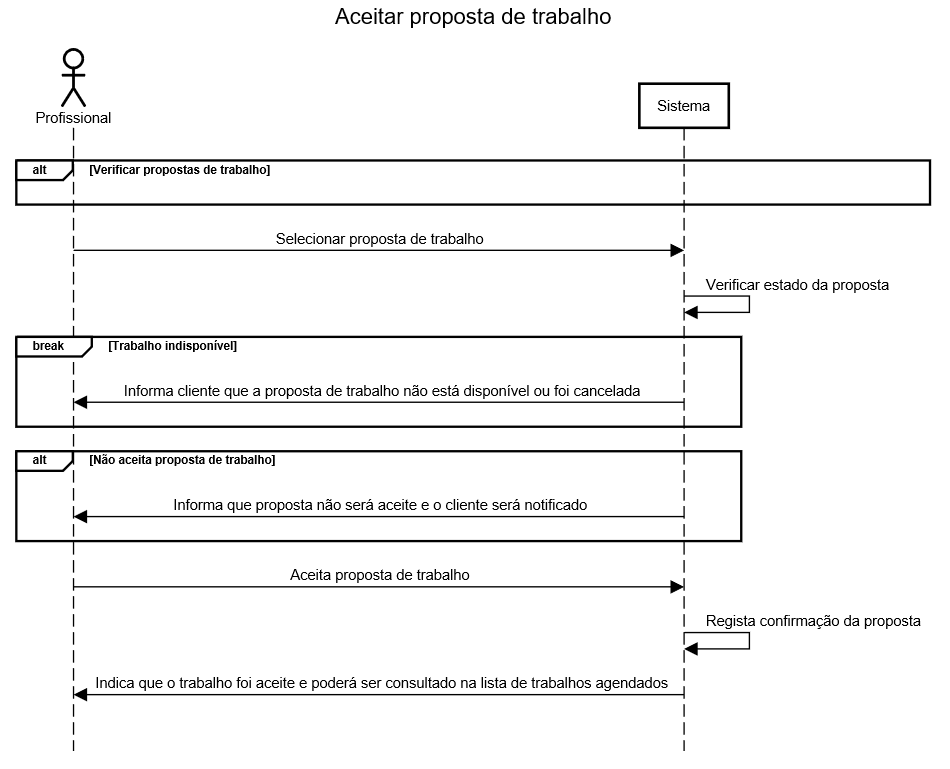 Aceitar proposta de trabalho
Profissional
Sistema
alt [Verificar propostas de trabalho]
Selecionar proposta de trabalho
Verificar estado da proposta
break [Trabalho indisponível]
Informa cliente que a proposta de trabalho não está disponível ou foi cancelada
alt [Não aceita proposta de trabalho]
Informa que proposta não será aceite e o cliente será notificado
Aceita proposta de trabalho
Regista confirmação da proposta
Indica que o trabalho foi aceite e poderá ser consultado na lista de trabalhos agendados